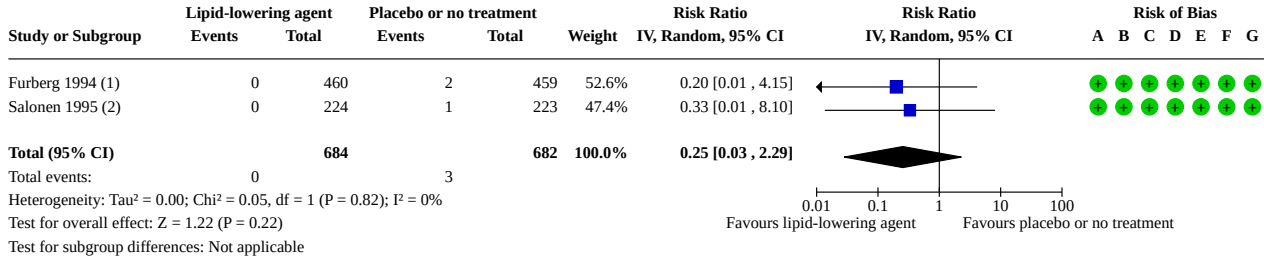 Lipid-lowering agent Placebo or no treatment Risk Ratio Risk Ratio Risk of Bias
Study or Subgroup Events Total Events Total Weight IV, Random, 95% CI IV, Random, 95% CI A B C D E F G
Furberg 1994 (1) 0 460 2 459 52.6% 0.20 [0.01 , 4.15] + + + + + + +
Salonen 1995 (2) 0 224 1 223 47.4% 0.33 [0.01 , 8.10] + + + + + + +
Total (95% CI) 684 682 100.0% 0.25 [0.03 , 2.29]
Total events: 0 3
Heterogeneity: Tau² = 0.00; Chi² = 0.05, df = 1 (P = 0.82); I² = 0%
0.01 0.1 1 10 100
Test for overall effect: Z = 1.22 (P = 0.22) Favours lipid-lowering agent Favours placebo or no treatment
Test for subgroup differences: Not applicable